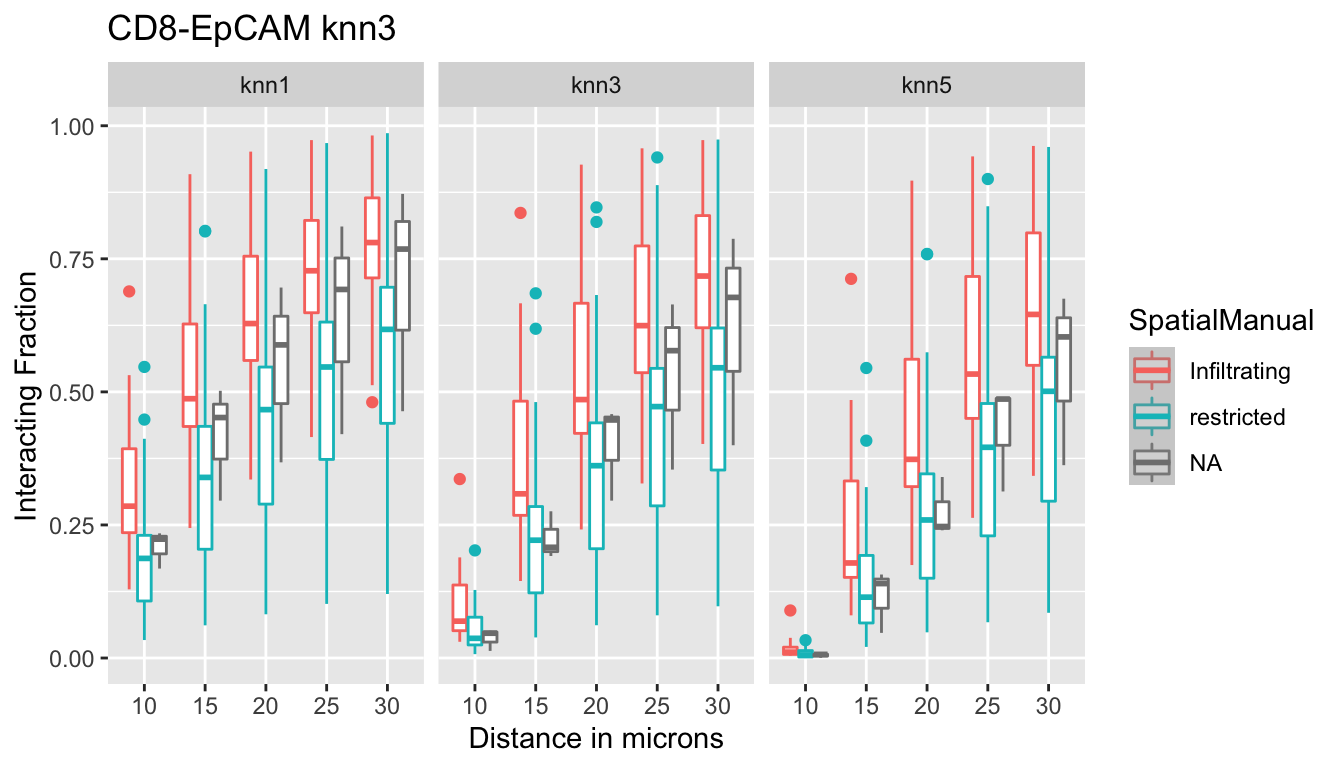 CD8-EpCAM knn3
knn1 knn3 knn5
1.00
0.75
0.50
0.25
0.00
Interacting Fraction
10 15 20 25 30 10 15 20 25 30 10 15 20 25 30
Distance in microns
SpatialManual
Infiltrating
restricted
NA